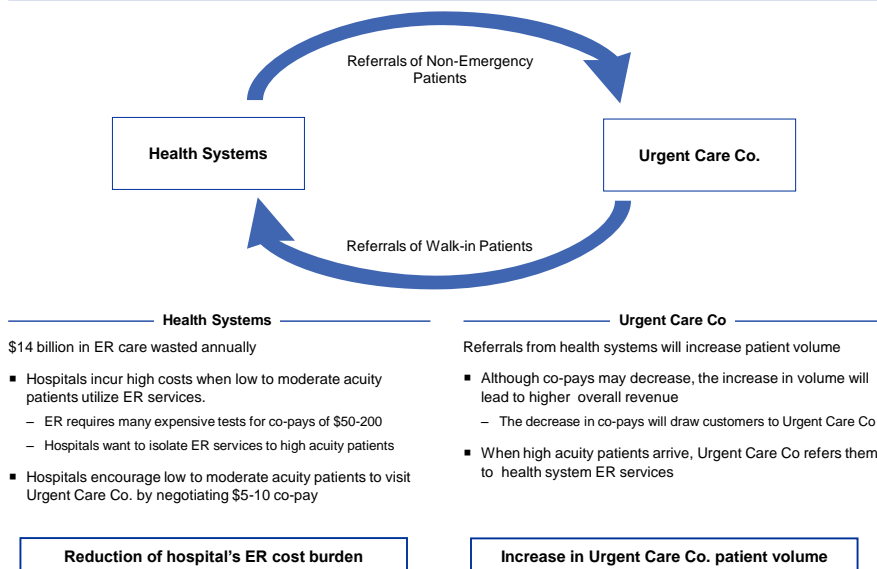 Referrals of Non-Emergency
Patients
Health Systems
Urgent Care Co.
Referrals of Walk-in Patients
Health Systems
$14 billion in ER care wasted annually
▪ Hospitals incur high costs when low to moderate acuity
patients utilize ER services.
– ER requires many expensive tests for co-pays of $50-200
– Hospitals want to isolate ER services to high acuity patients
▪ Hospitals encourage low to moderate acuity patients to visit
Urgent Care Co. by negotiating $5-10 co-pay
Reduction of hospital's ER cost burden
Urgent Care Co
Referrals from health systems will increase patient volume
▪ Although co-pays may decrease, the increase in volume will
lead to higher overall revenue
– The decrease in co-pays will draw customers to Urgent Care Co
▪ When high acuity patients arrive, Urgent Care Co refers them
to health system ER services
Increase in Urgent Care Co. patient volume